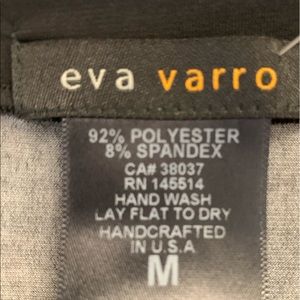 eva varro
92% POLYESTER
8% SPANDEX
CA# 38037
RN 145514
HAND WASH
LAY FLAT TO DRY
HANDCRAFTED
IN U.S.A
M